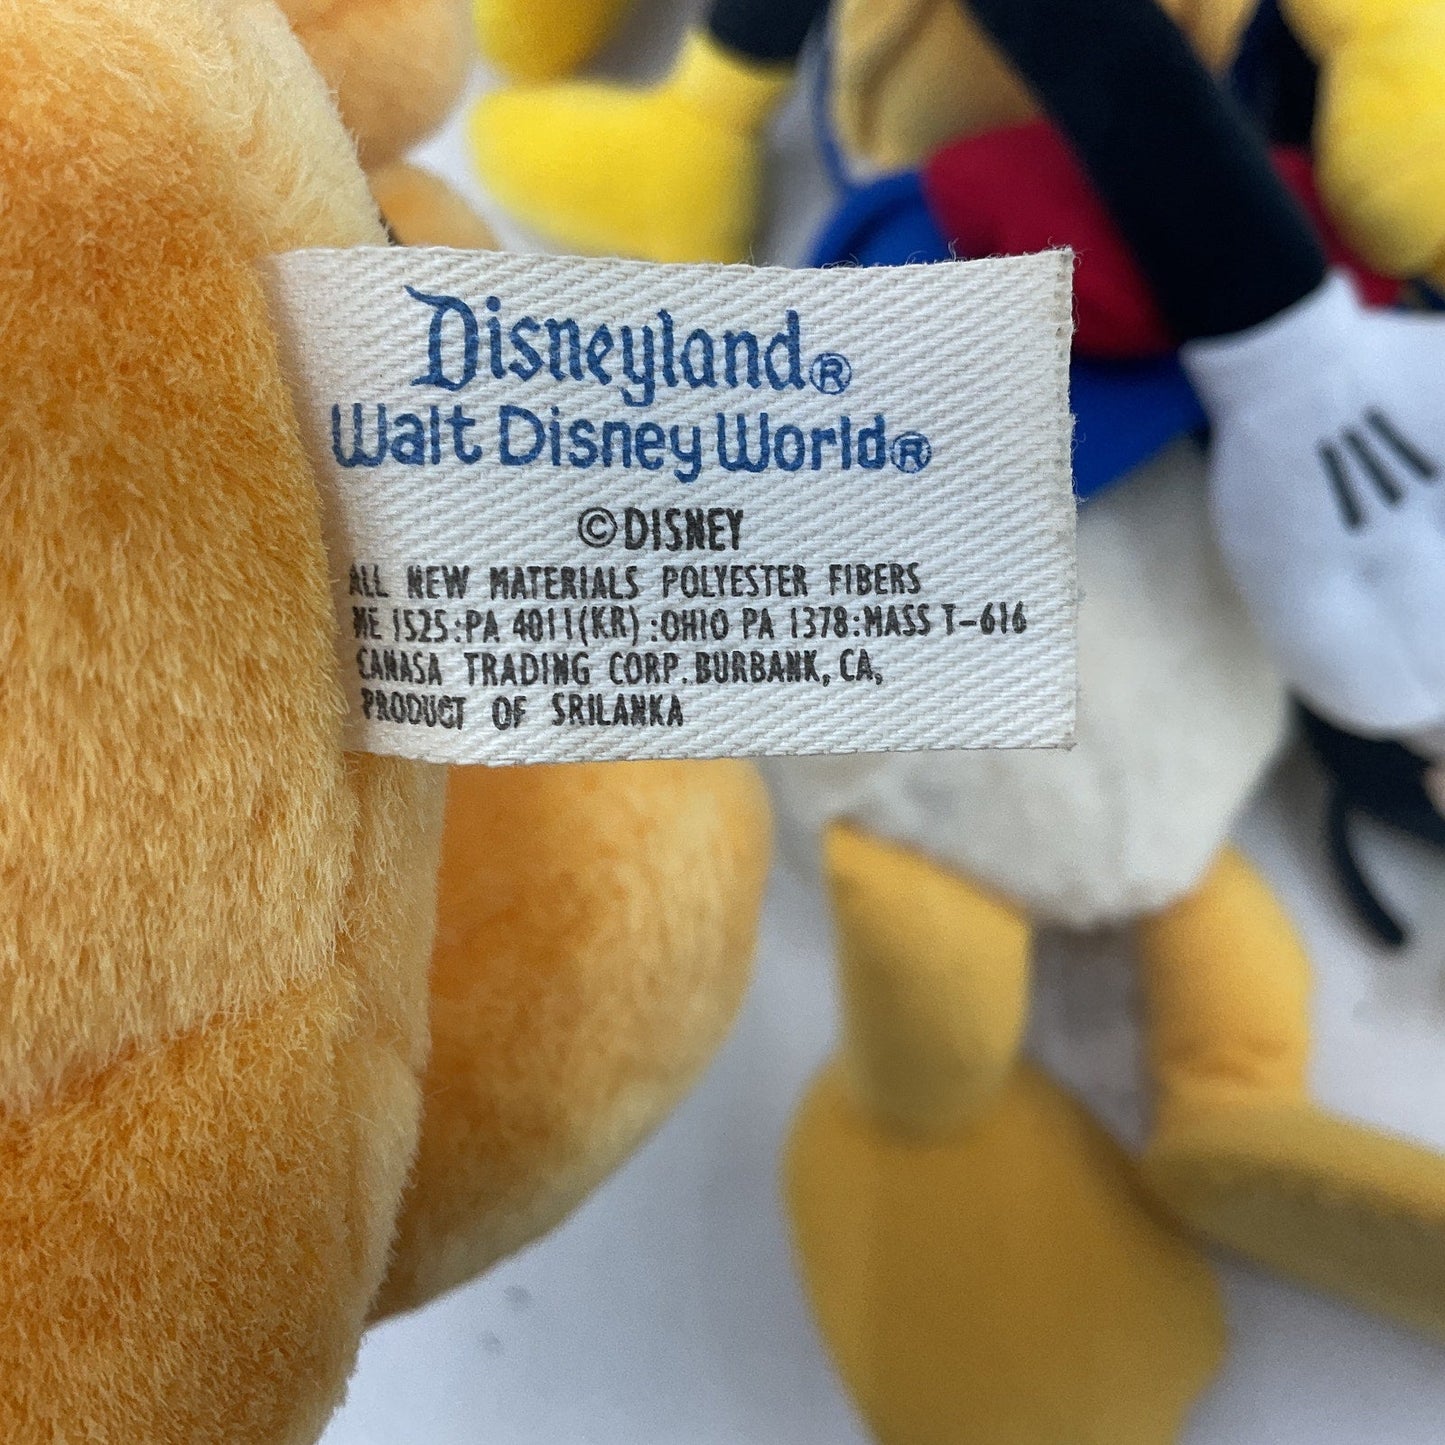 Disneyland®
Walt Disney World®
©DISNEY
ALL NEW MATERIALS POLYESTER FIBERS
ME 1525:PA 4011(KR):OHIO PA 1378:MASS T-616
CANASA TRADING CORP. BURBANK, CA,
PRODUCT OF SRILANKA